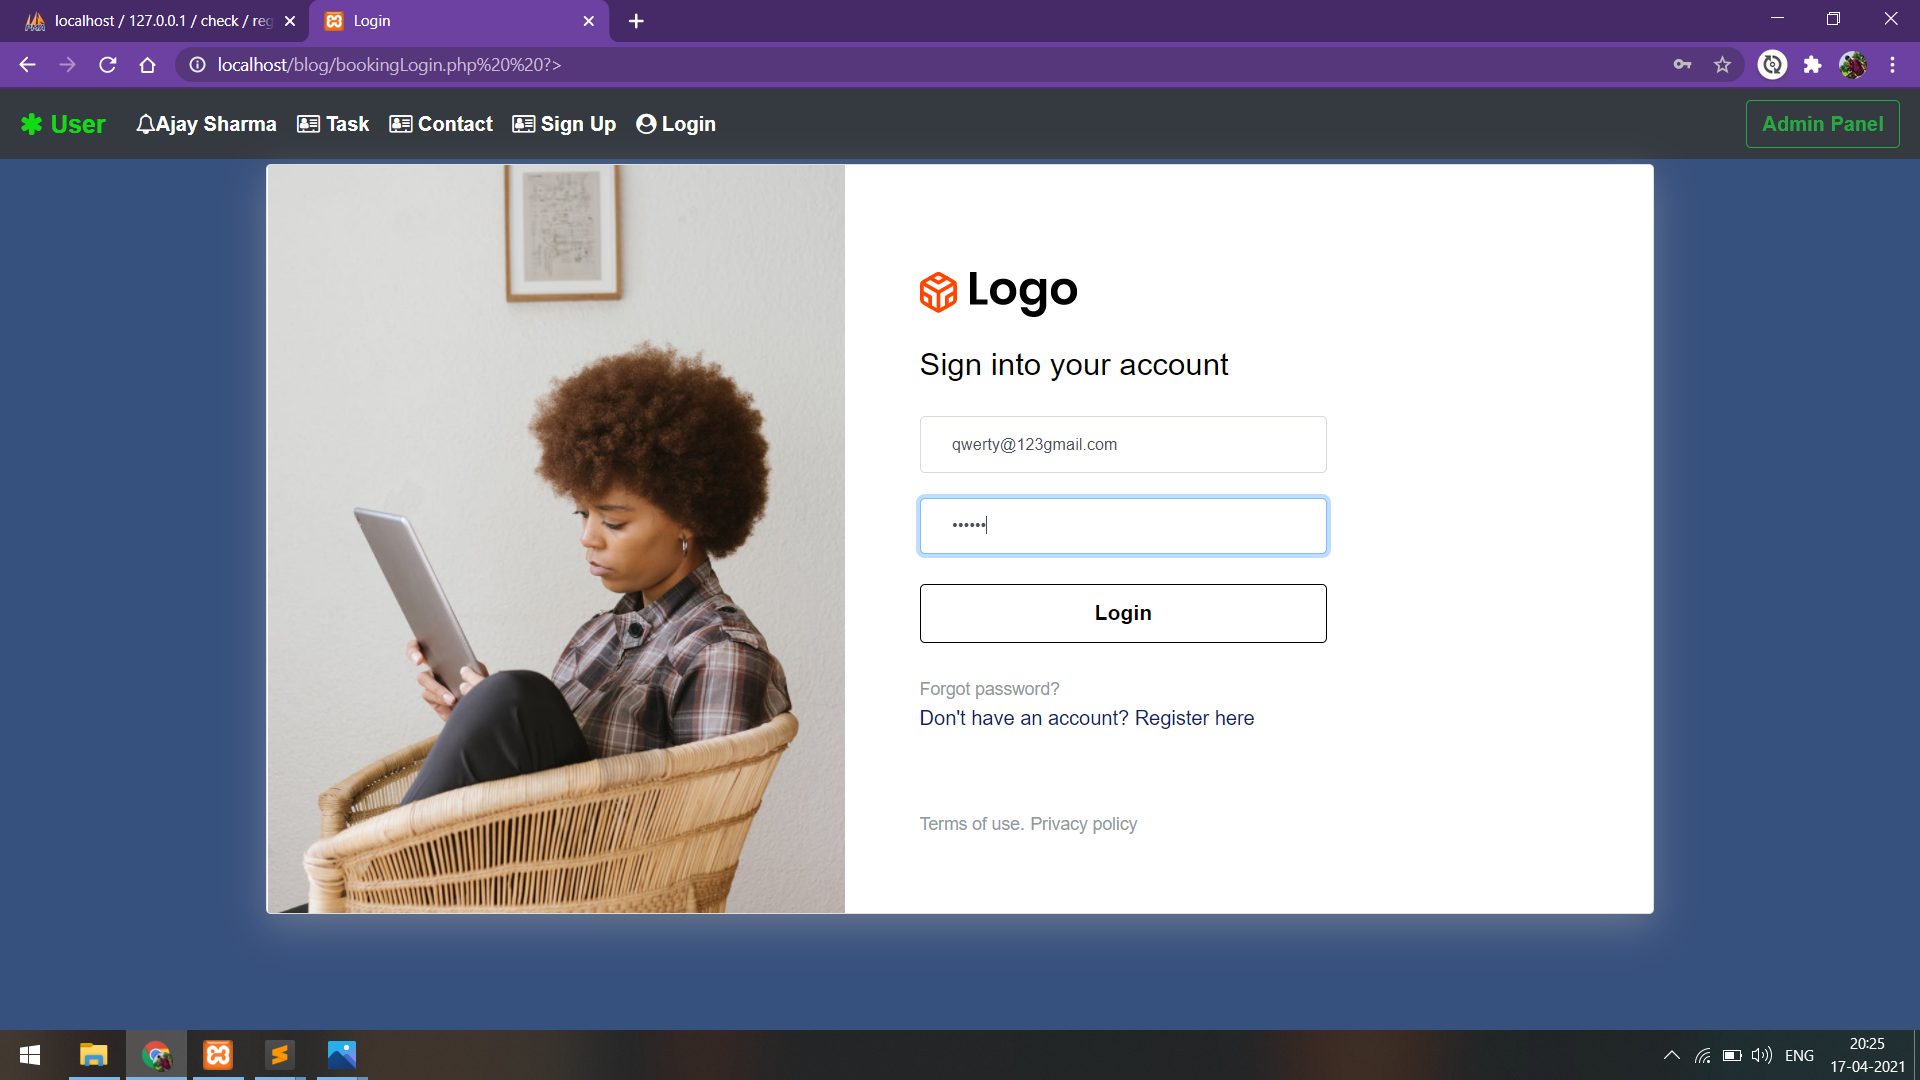 localhost / 127.0.0.1 / check / reg
Login
localhost/blog/bookingLogin.php%20%20?>
User
Ajay Sharma
Task
Contact
Sign Up
Login
Admin Panel
Logo
Sign into your account
qwerty@123gmail.com
••••••
Login
Forgot password?
Don't have an account? Register here
Terms of use. Privacy policy
ENG
20:25
17-04-2021